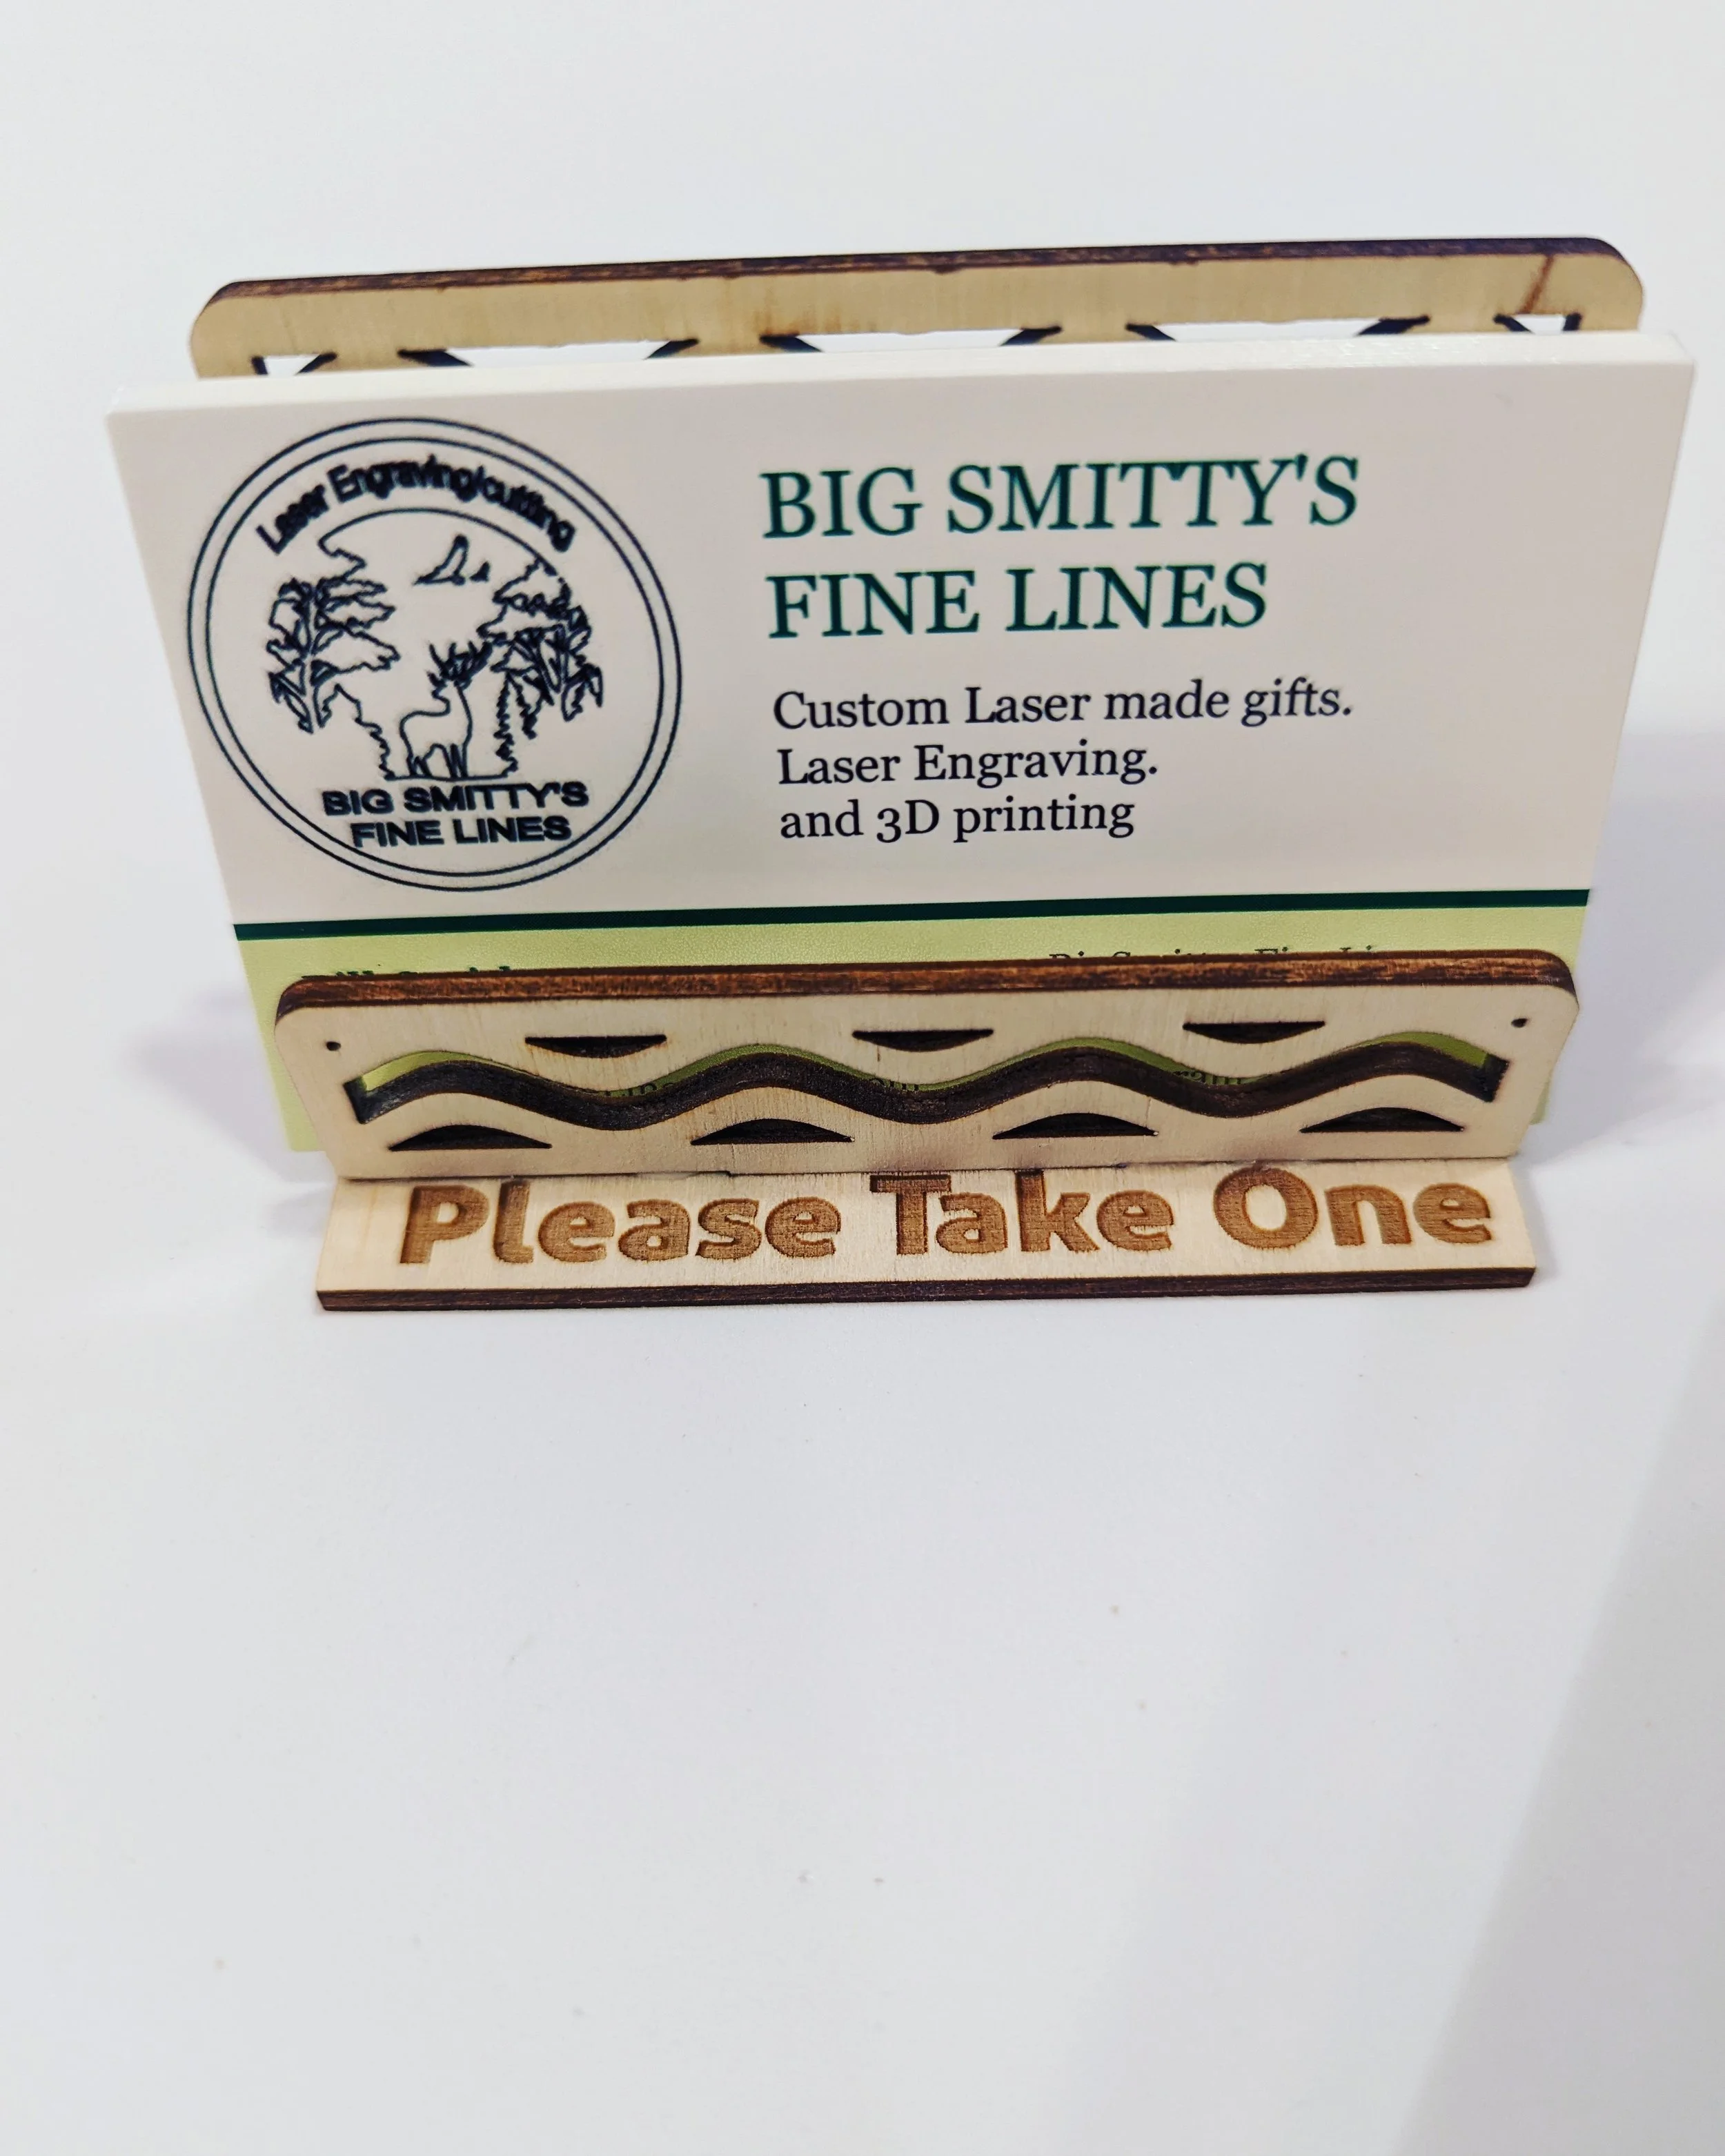 Laser Engraving/cutting
BIG SMITTY'S
FINE LINES
BIG SMITTY'S
FINE LINES
Custom Laser made gifts.
Laser Engraving.
and 3D printing
Please Take One